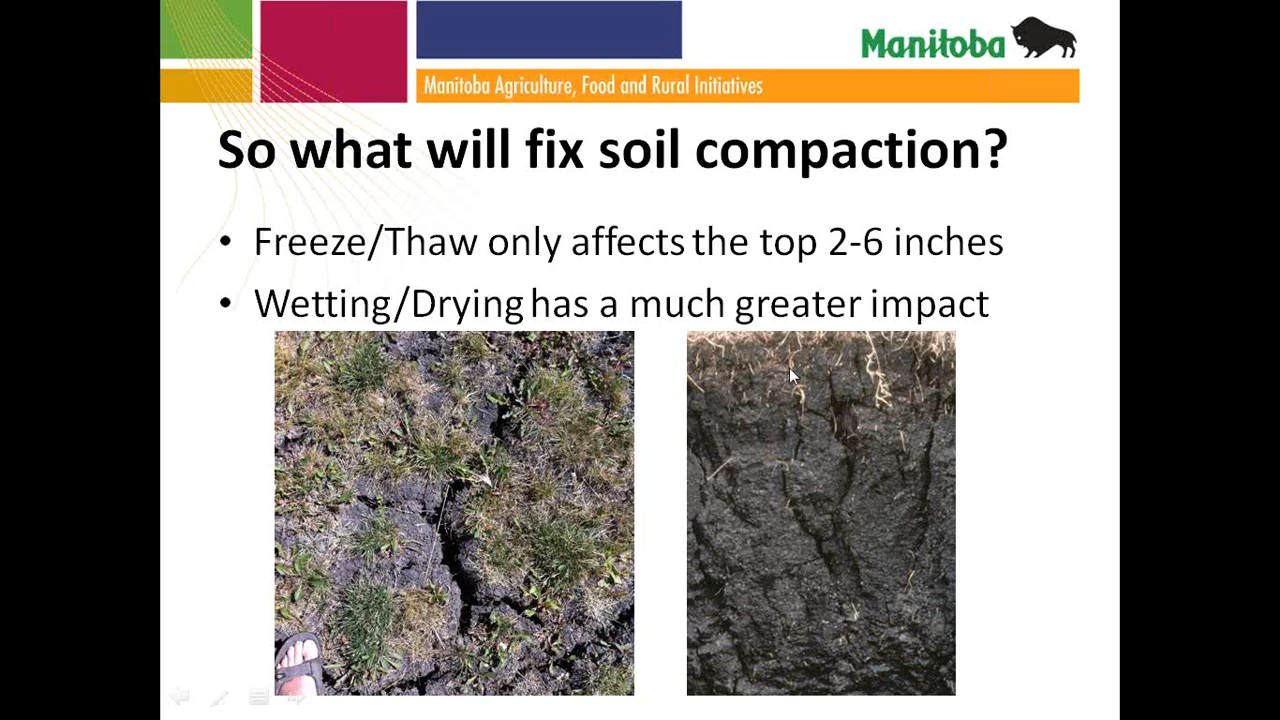 Manitoba
Manitoba Agriculture, Food and Rural Initiatives
So what will fix soil compaction?
• Freeze/Thaw only affects the top 2-6 inches
• Wetting/Drying has a much greater impact